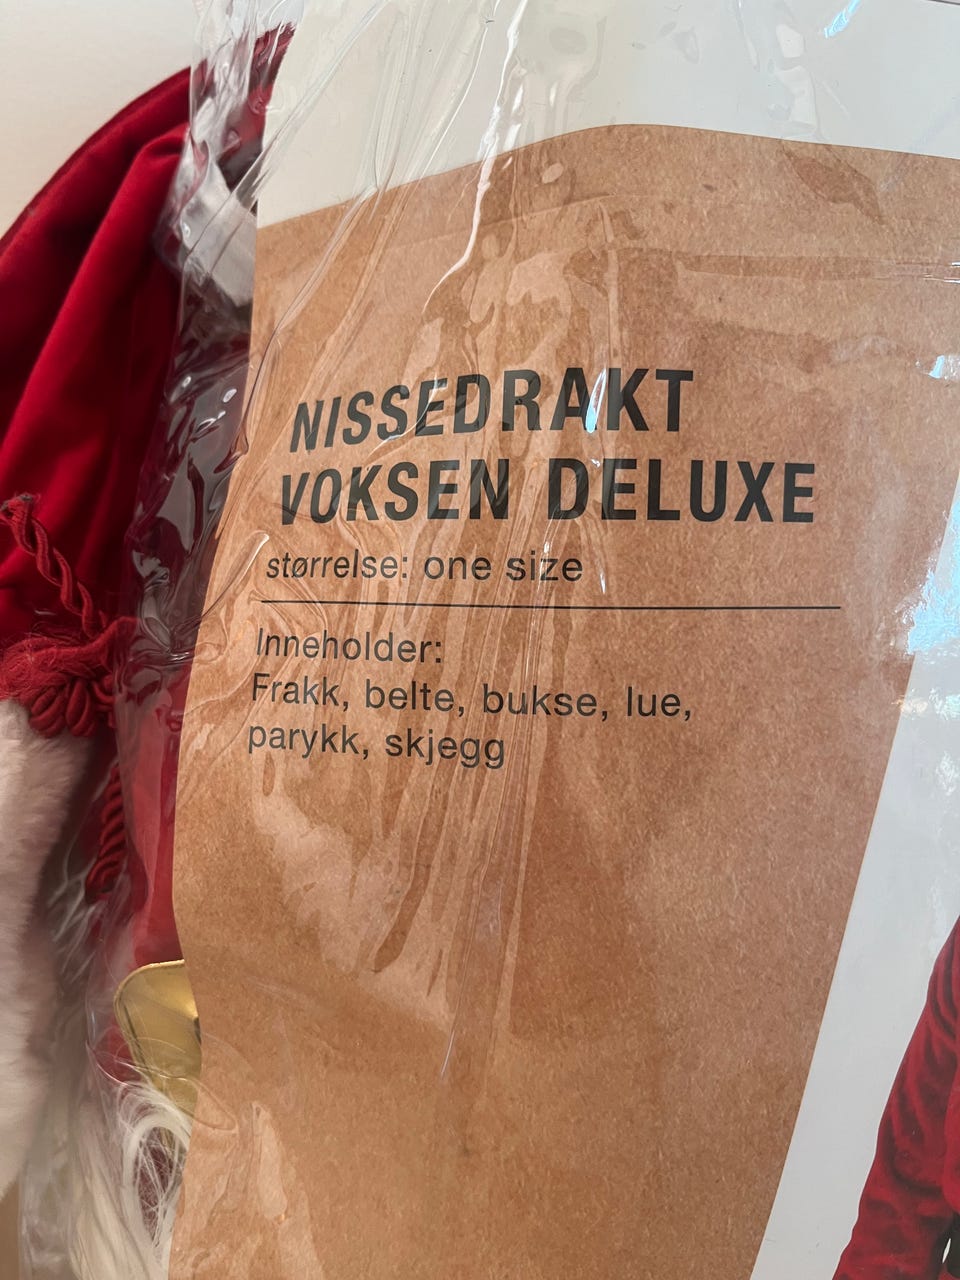 NISSEDRAKT
VOKSEN DELUXE
størrelse: one size
Inneholder:
Frakk, belte, bukse, lue,
parykk, skjegg